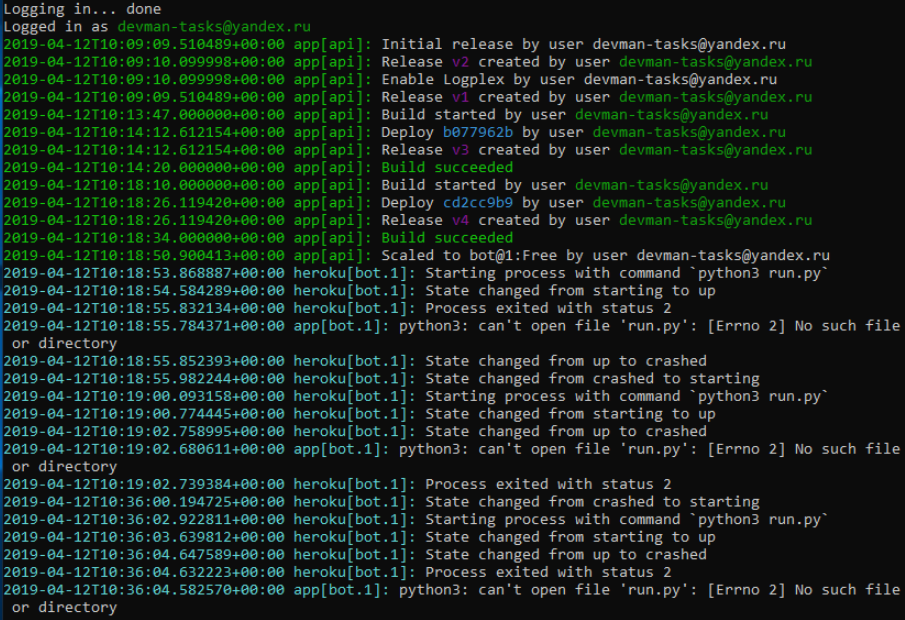 Logging in... done
Logged in as devman-tasks@yandex.ru
2019-04-12T10:09:09.510489+00:00 app[api]: Initial release by user devman-tasks@yandex.ru
2019-04-12T10:09:10.099998+00:00 app[api]: Release v2 created by user devman-tasks@yandex.ru
2019-04-12T10:09:10.099998+00:00 app[api]: Enable Logplex by user devman-tasks@yandex.ru
2019-04-12T10:09:09.510489+00:00 app[api]: Release v1 created by user devman-tasks@yandex.ru
2019-04-12T10:13:47.000000+00:00 app[api]: Build started by user devman-tasks@yandex.ru
2019-04-12T10:14:12.612154+00:00 app[api]: Deploy b077962b by user devman-tasks@yandex.ru
2019-04-12T10:14:12.612154+00:00 app[api]: Release v3 created by user devman-tasks@yandex.ru
2019-04-12T10:14:20.000000+00:00 app[api]: Build succeeded
2019-04-12T10:18:10.000000+00:00 app[api]: Build started by user devman-tasks@yandex.ru
2019-04-12T10:18:26.119420+00:00 app[api]: Deploy cd2cc9b9 by user devman-tasks@yandex.ru
2019-04-12T10:18:26.119420+00:00 app[api]: Release v4 created by user devman-tasks@yandex.ru
2019-04-12T10:18:34.000000+00:00 app[api]: Build succeeded
2019-04-12T10:18:50.900413+00:00 app[api]: Scaled to bot@1:Free by user devman-tasks@yandex.ru
2019-04-12T10:18:53.868887+00:00 heroku[bot.1]: Starting process with command `python3 run.py`
2019-04-12T10:18:54.584289+00:00 heroku[bot.1]: State changed from starting to up
2019-04-12T10:18:55.832134+00:00 heroku[bot.1]: Process exited with status 2
2019-04-12T10:18:55.784371+00:00 app[bot.1]: python3: can't open file 'run.py': [Errno 2] No such file
or directory
2019-04-12T10:18:55.852393+00:00 heroku[bot.1]: State changed from up to crashed
2019-04-12T10:18:55.982244+00:00 heroku[bot.1]: State changed from crashed to starting
2019-04-12T10:19:00.093158+00:00 heroku[bot.1]: Starting process with command `python3 run.py`
2019-04-12T10:19:00.774445+00:00 heroku[bot.1]: State changed from starting to up
2019-04-12T10:19:02.758995+00:00 heroku[bot.1]: State changed from up to crashed
2019-04-12T10:19:02.680611+00:00 app[bot.1]: python3: can't open file 'run.py': [Errno 2] No such file
or directory
2019-04-12T10:19:02.739384+00:00 heroku[bot.1]: Process exited with status 2
2019-04-12T10:36:00.194725+00:00 heroku[bot.1]: State changed from crashed to starting
2019-04-12T10:36:02.922811+00:00 heroku[bot.1]: Starting process with command `python3 run.py`
2019-04-12T10:36:03.639812+00:00 heroku[bot.1]: State changed from starting to up
2019-04-12T10:36:04.647589+00:00 heroku[bot.1]: State changed from up to crashed
2019-04-12T10:36:04.632223+00:00 heroku[bot.1]: Process exited with status 2
2019-04-12T10:36:04.582570+00:00 app[bot.1]: python3: can't open file 'run.py': [Errno 2] No such file
or directory